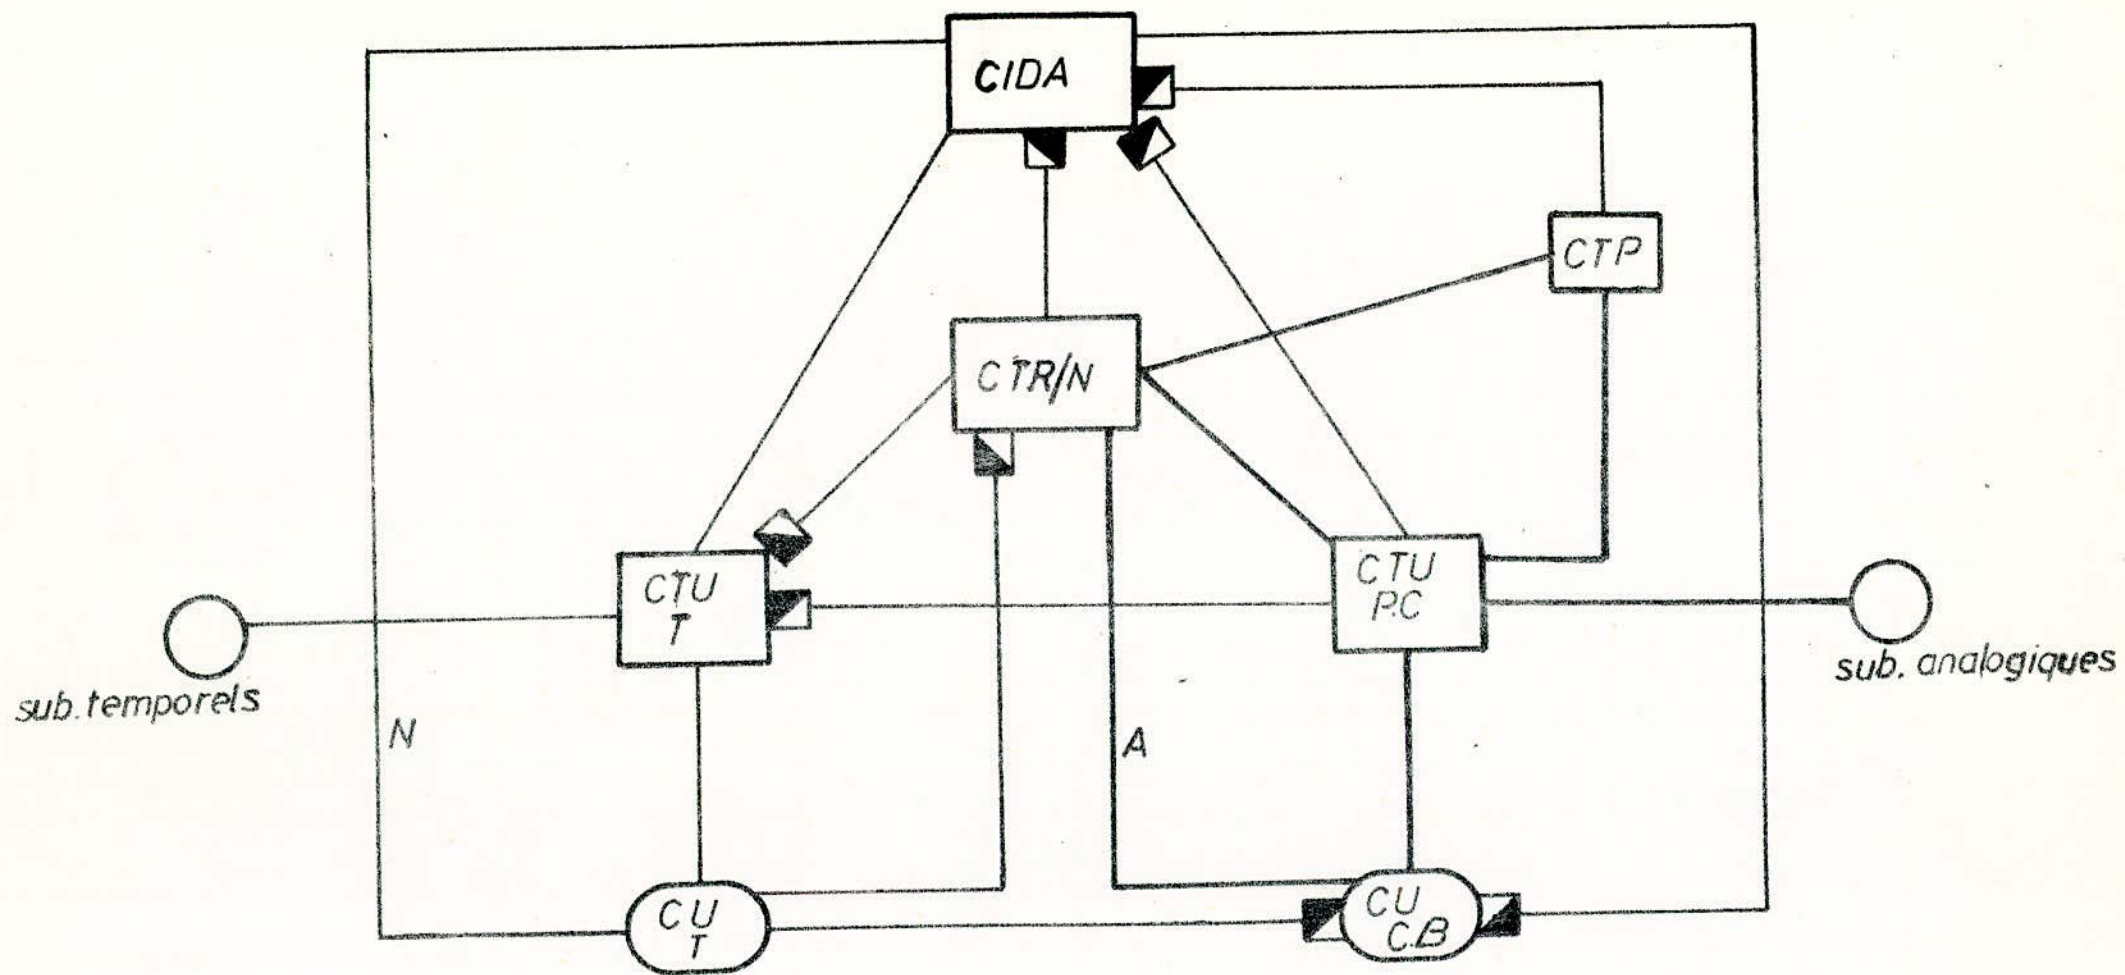 CIDA
CTP
CTR/N
CTU
T
CTU
P.C
sub. temporels
sub. analogiques
N
A
CU
T
CU
C.B